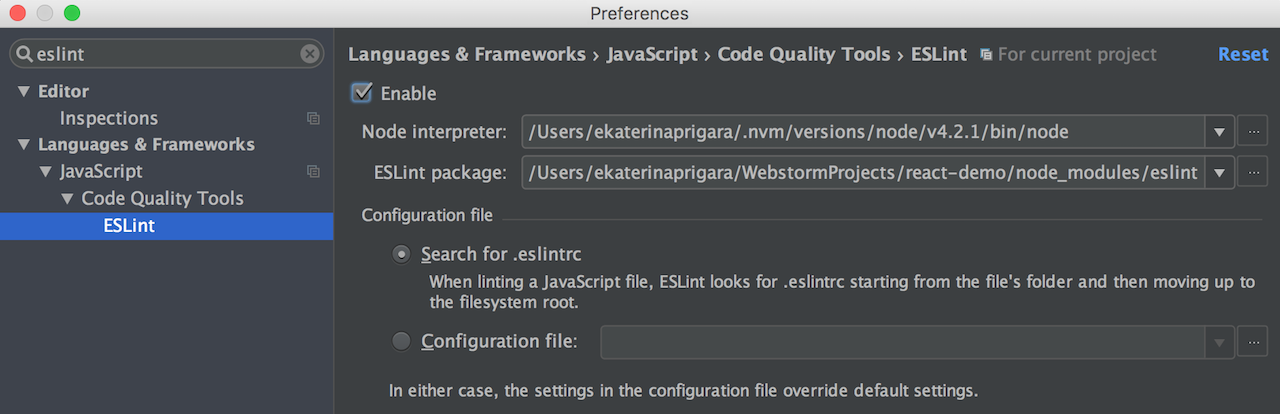 Preferences
eslint
Editor
Inspections
Languages & Frameworks
JavaScript
Code Quality Tools
ESLint
Languages & Frameworks › JavaScript › Code Quality Tools › ESLint For current project Reset
Enable
Node interpreter: /Users/ekaterinaprigara/.nvm/versions/node/v4.2.1/bin/node ...
ESLint package: /Users/ekaterinaprigara/WebstormProjects/react-demo/node_modules/eslint ...
Configuration file
Search for .eslintrc
When linting a JavaScript file, ESLint looks for .eslintrc starting from the file's folder and then moving up to
the filesystem root.
Configuration file: ...
In either case, the settings in the configuration file override default settings.